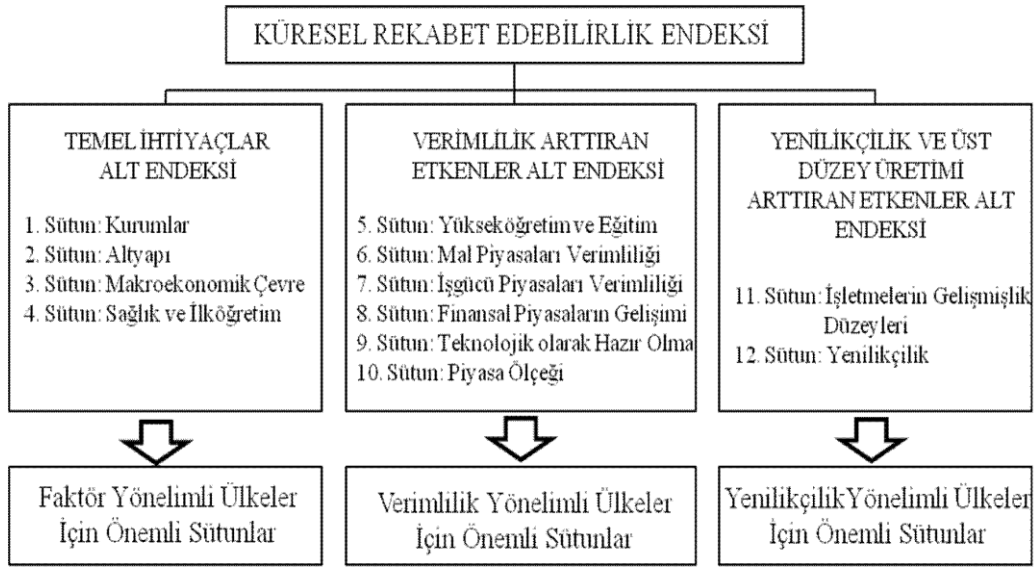 KÜRESEL REKABET EDEBİLİRLİK ENDEKSİ
TEMEL İHTİYAÇLAR
ALT ENDEKSİ
1. Sütun: Kurumlar
2. Sütun: Altyapı
3. Sütun: Makroekonomik Çevre
4. Sütun: Sağlık ve İlköğretim
VERİMLİLİK ARTTIRAN
ETKENLER ALT ENDEKSİ
5. Sütun: Yükseköğretim ve Eğitim
6. Sütun: Mal Piyasaları Verimliliği
7. Sütun: İşgücü Piyasaları Verimliliği
8. Sütun: Finansal Piyasaların Gelişimi
9. Sütun: Teknolojik olarak Hazır Olma
10. Sütun: Piyasa Ölçeği
YENİLİKÇİLİK VE ÜST
DÜZEY ÜRETİMİ
ARTTIRAN ETKENLER ALT
ENDEKSİ
11. Sütun: İşletmelerin Gelişmişlik
Düzeyleri
12. Sütun: Yenilikçilik
Faktör Yönelimli Ülkeler
İçin Önemli Sütunlar
Verimlilik Yönelimli Ülkeler
İçin Önemli Sütunlar
Yenilikçilik Yönelimli Ülkeler
İçin Önemli Sütunlar